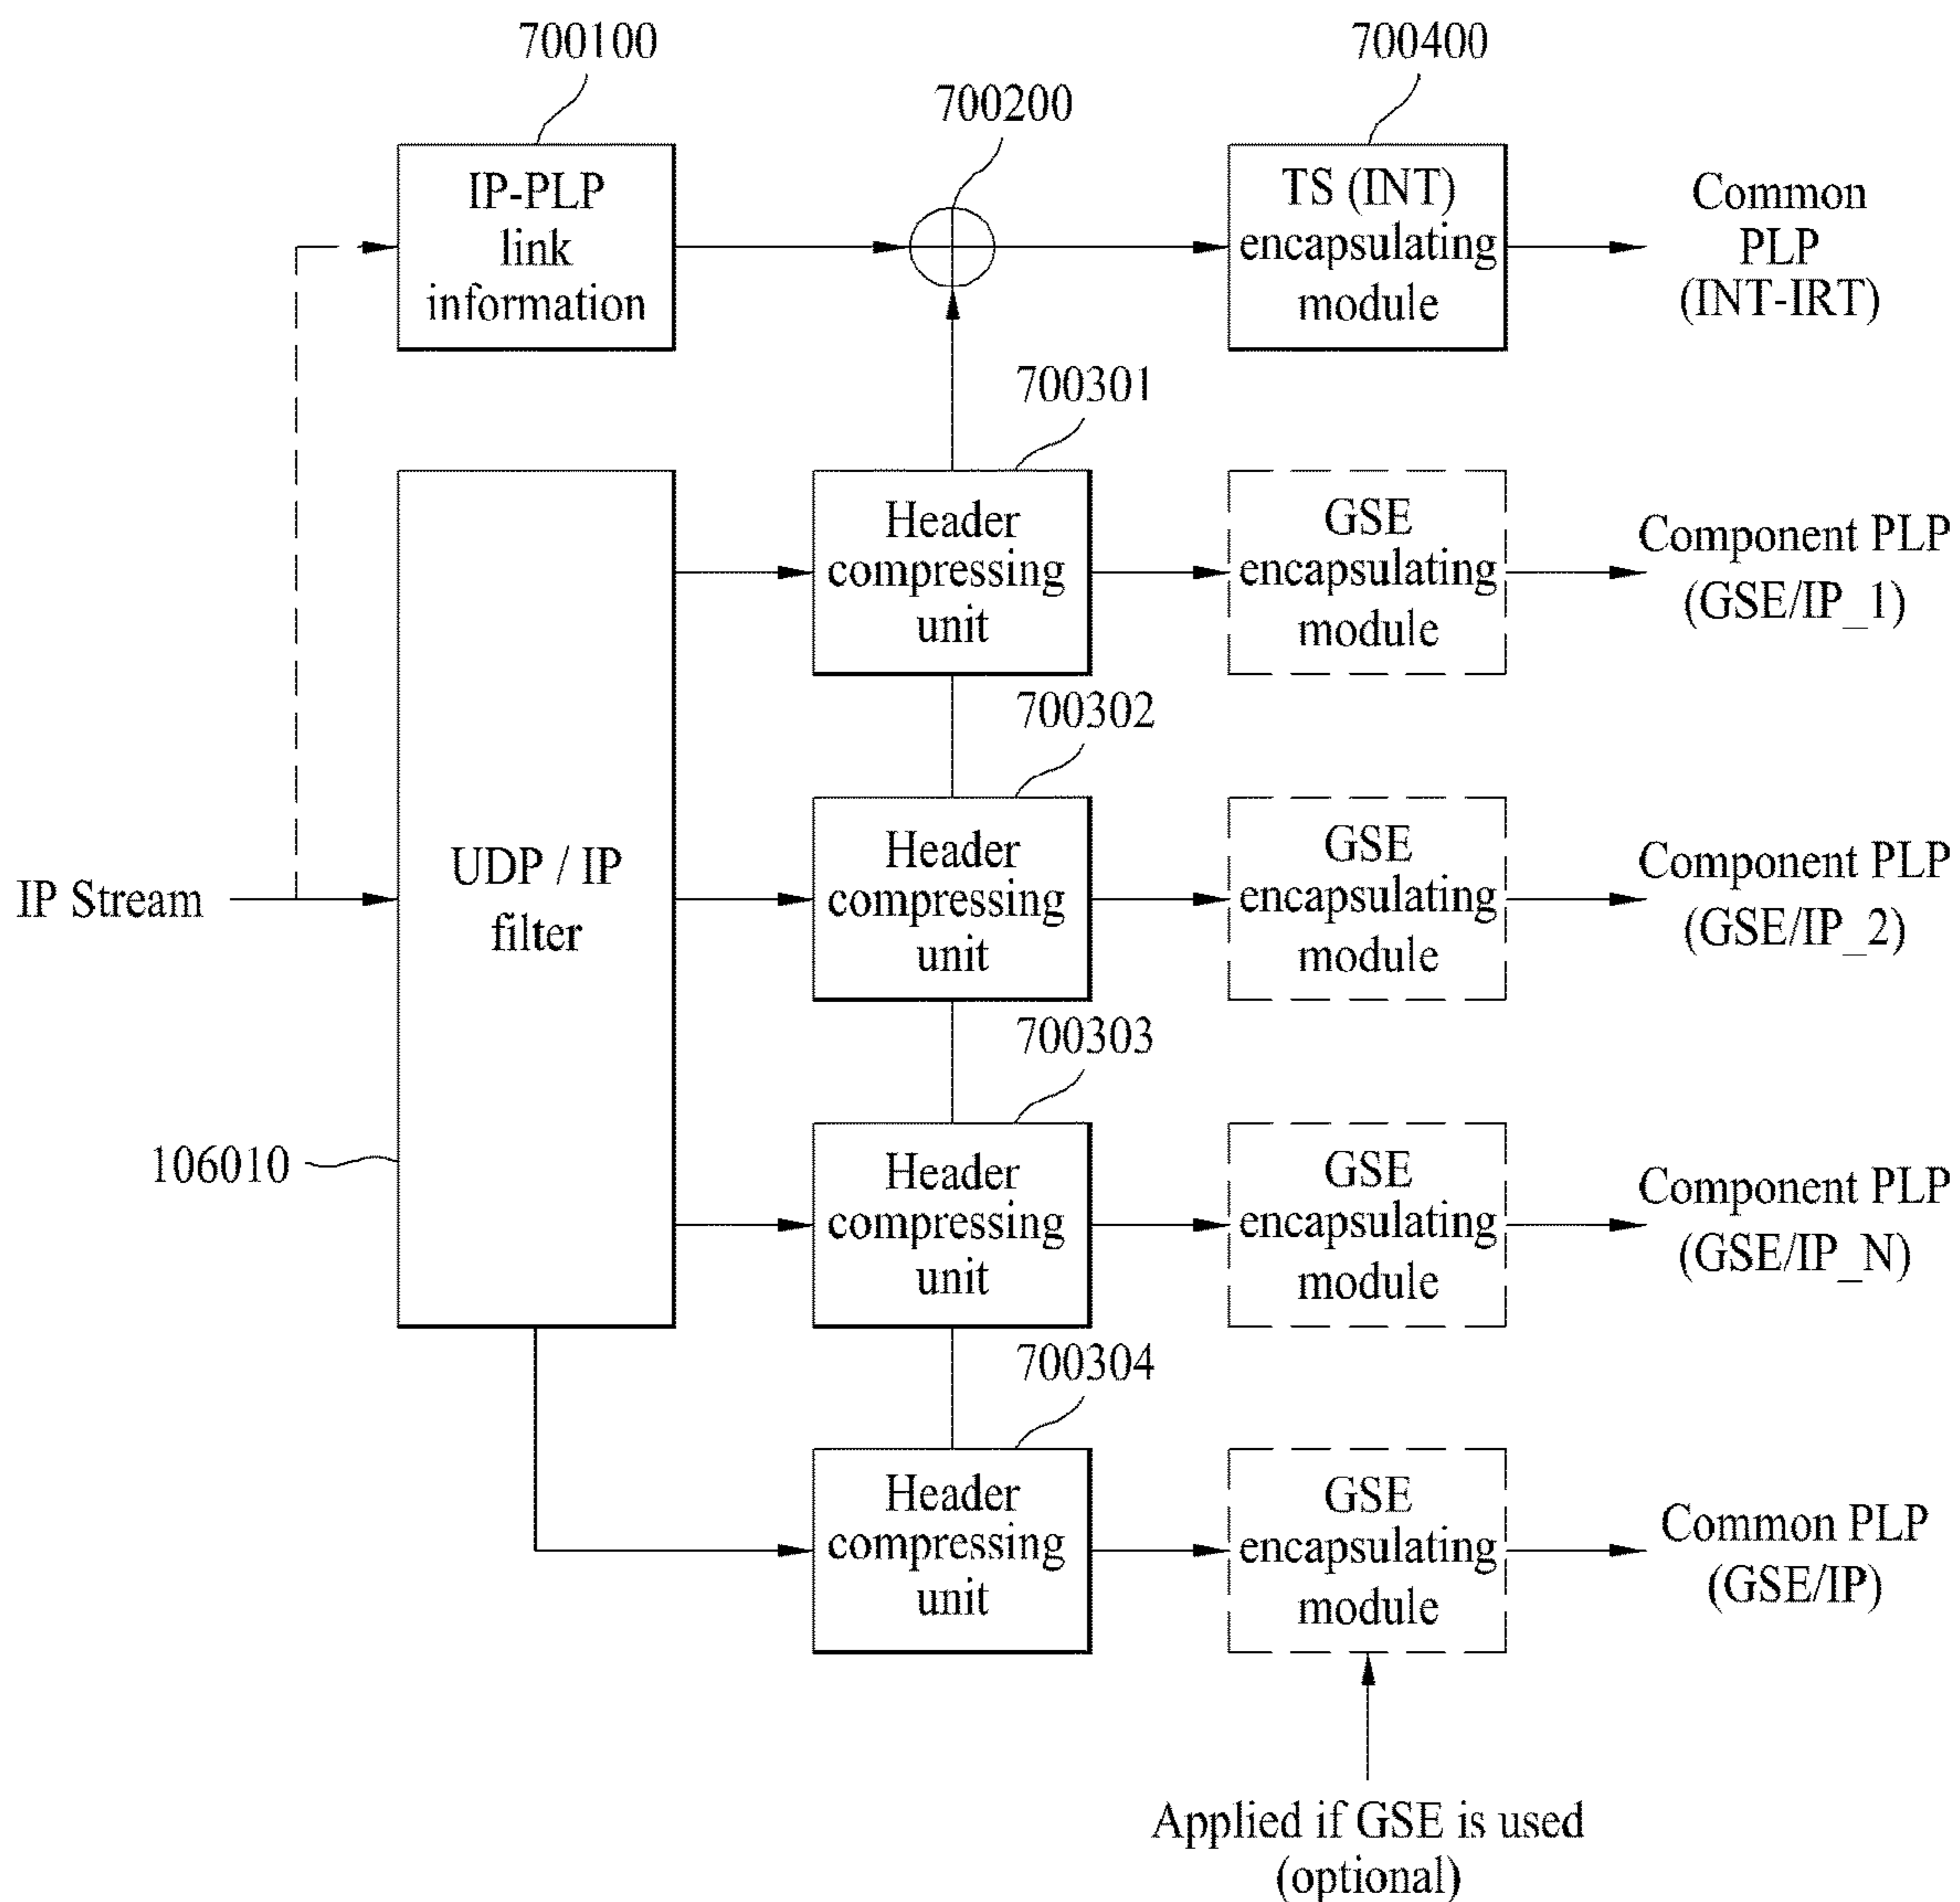 700100
700400
700200
IP-PLP
link
information
TS (INT)
encapsulating
module
Common
PLP
(INT-IRT)
700301
Header
compressing
unit
GSE
encapsulating
module
Component PLP
(GSE/IP_1)
700302
IP Stream
UDP / IP
filter
Header
compressing
unit
GSE
encapsulating
module
Component PLP
(GSE/IP_2)
700303
106010
Header
compressing
unit
GSE
encapsulating
module
Component PLP
(GSE/IP_N)
700304
Header
compressing
unit
GSE
encapsulating
module
Common PLP
(GSE/IP)
Applied if GSE is used
(optional)